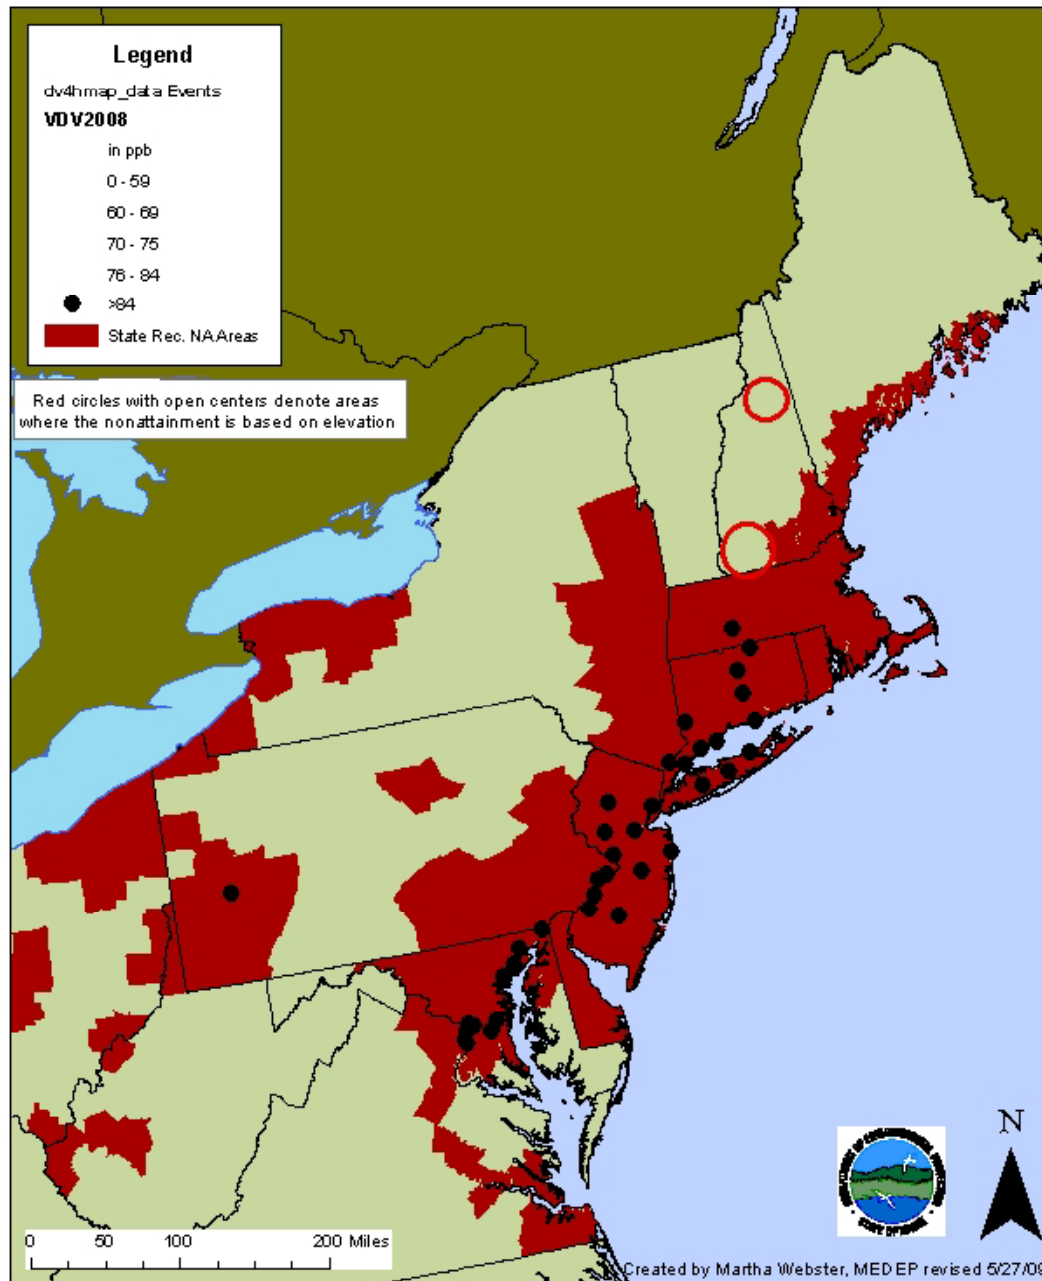 Legend
dv4hmap_data Events
VDV2008
in ppb
0 - 59
60 - 69
70 - 75
76 - 84
>84
State Rec. NA Areas
Red circles with open centers denote areas
where the nonattainment is based on elevation
N
0 50 100 200 Miles
Created by Martha Webster, MEDEP revised 5/27/09